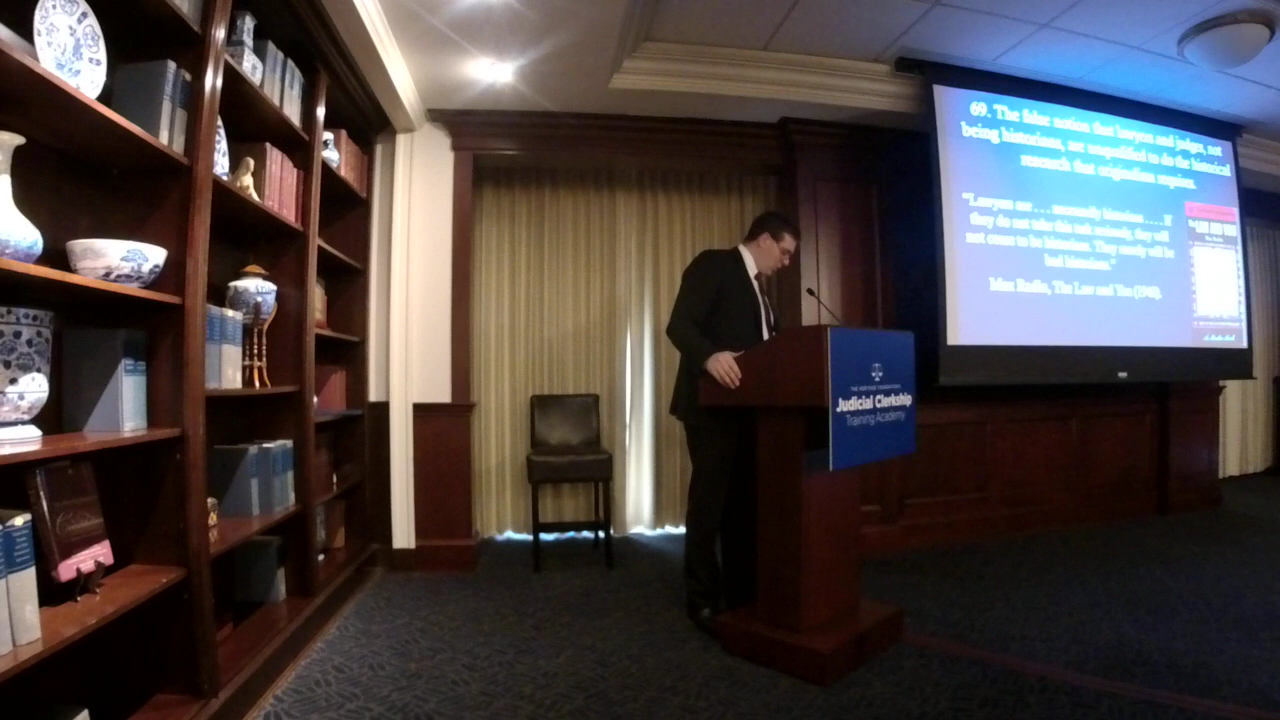 69. The false notion that lawyers and judges, not
being historians, are unqualified to do the historical
research that originalism requires.
"Lawyers are . . . necessarily historians . . . . If
they do not take this task seriously, they will
not cease to be historians. They merely will be
bad historians."
Max Radin, The Law and You (1948).
LAW AND YOU
THE HERITAGE FOUNDATION'S
Judicial Clerkship
Training Academy